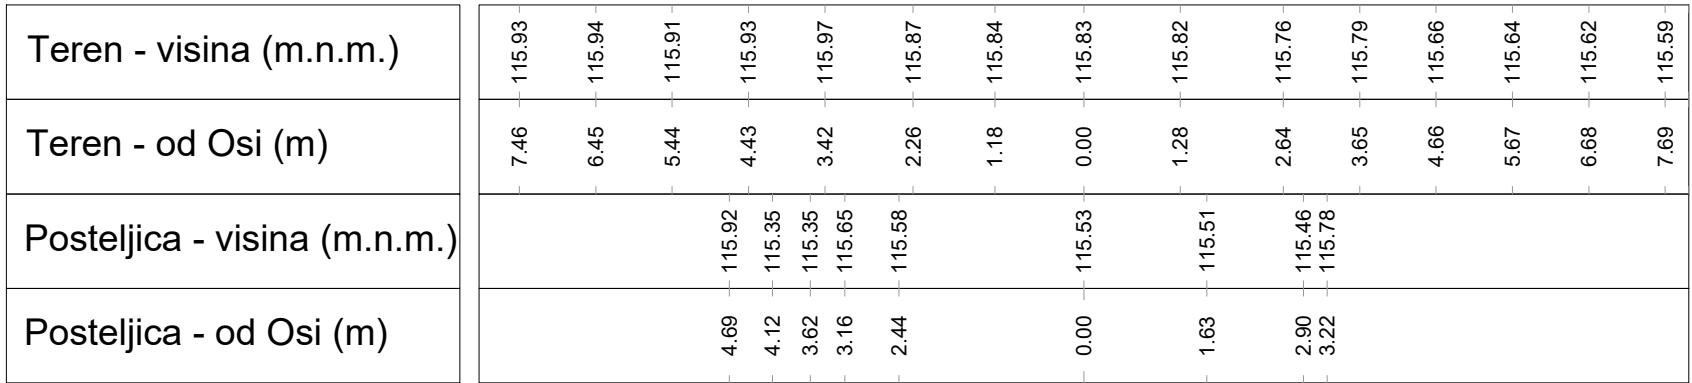 Teren - visina (m.n.m.)
115.93 115.94 115.91 115.93 115.97 115.87 115.84 115.83 115.82 115.76 115.79 115.66 115.64 115.62 115.59
Teren - od Osi (m)
7.46 6.45 5.44 4.43 3.42 2.26 1.18 0.00 1.28 2.64 3.65 4.66 5.67 6.68 7.69
Posteljica - visina (m.n.m.)
115.92 115.35 115.35 115.65 115.58 115.53 115.51 115.46 115.78
Posteljica - od Osi (m)
4.69 4.12 3.62 3.16 2.44 0.00 1.63 2.90 3.22